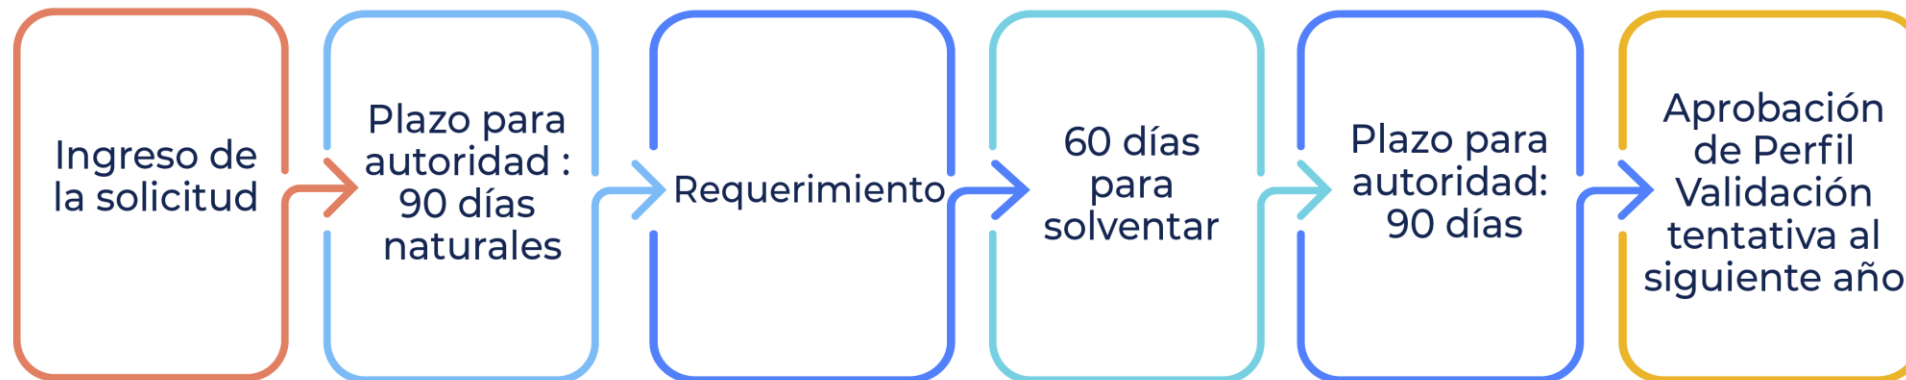 Ingreso de
la solicitud
Plazo para
autoridad :
90 días
naturales
Requerimiento
60 días
para
solventar
Plazo para
autoridad:
90 días
Aprobación
de Perfil
Validación
tentativa al
siguiente año